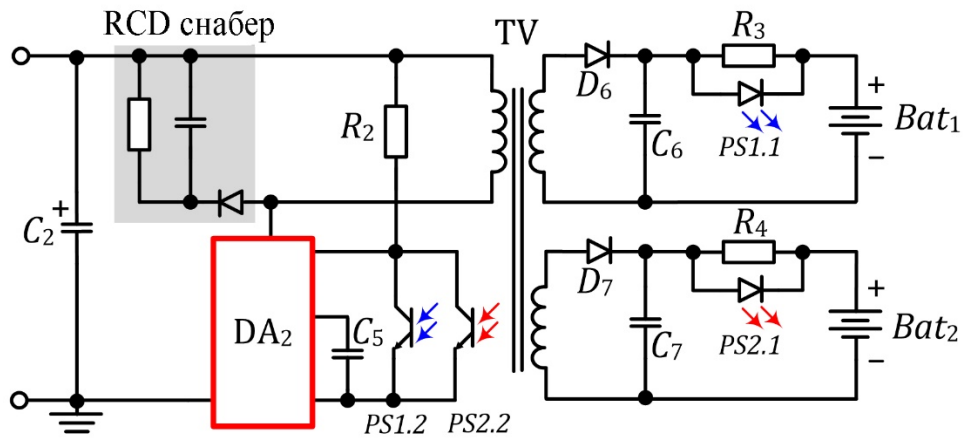 RCD снабер
TV
R₃
D₆
PS1.1
C₆
+
Bat₁
−
R₂
C₂
+
DA₂
C₅
PS1.2
PS2.2
R₄
D₇
PS2.1
C₇
+
Bat₂
−